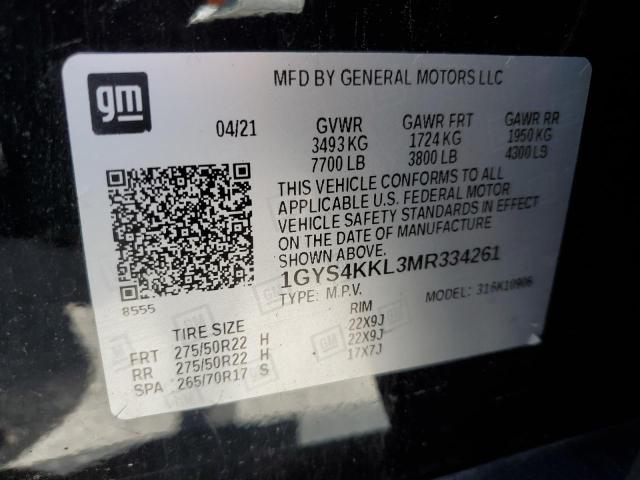 gm
MFD BY GENERAL MOTORS LLC
04/21 GVWR GAWR FRT GAWR RR
3493 KG 1724 KG 1950 KG
7700 LB 3800 LB 4300 LB
THIS VEHICLE CONFORMS TO ALL
APPLICABLE U.S. FEDERAL MOTOR
VEHICLE SAFETY STANDARDS IN EFFECT
ON THE DATE OF MANUFACTURE
SHOWN ABOVE.
1GYS4KKL3MR334261
TYPE: M.P.V. MODEL: 316K10906
8555
TIRE SIZE RIM
FRT 275/50R22 H 22X9J
RR 275/50R22 H 22X9J
SPA 265/70R17 S 17X7J